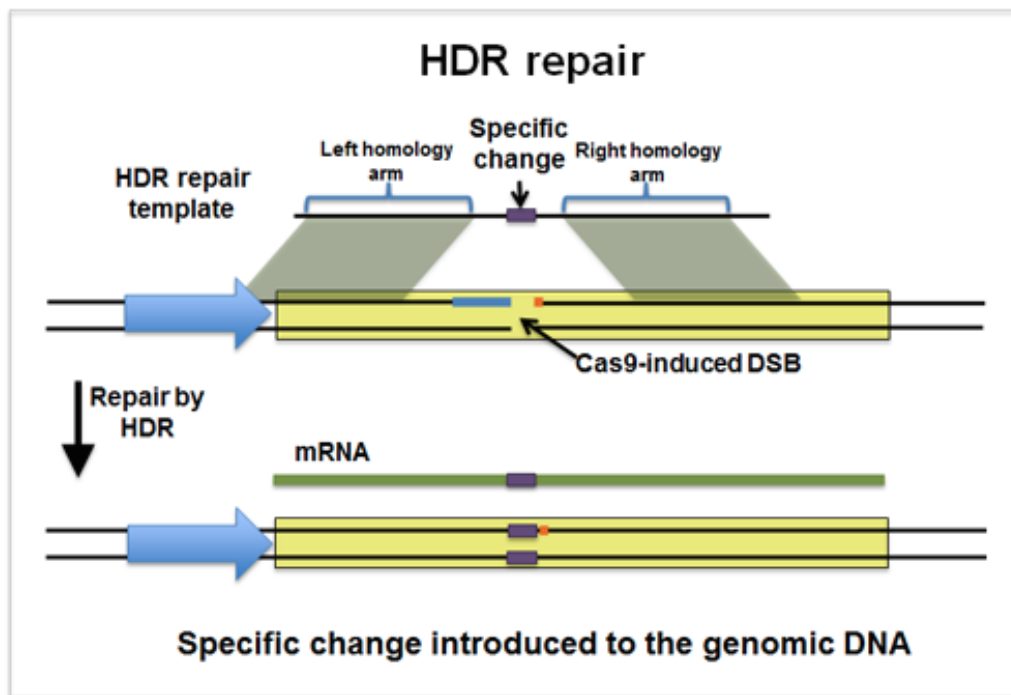 HDR repair
Specific
change
Left homology
arm
Right homology
arm
HDR repair
template
Cas9-induced DSB
Repair by
HDR
mRNA
Specific change introduced to the genomic DNA